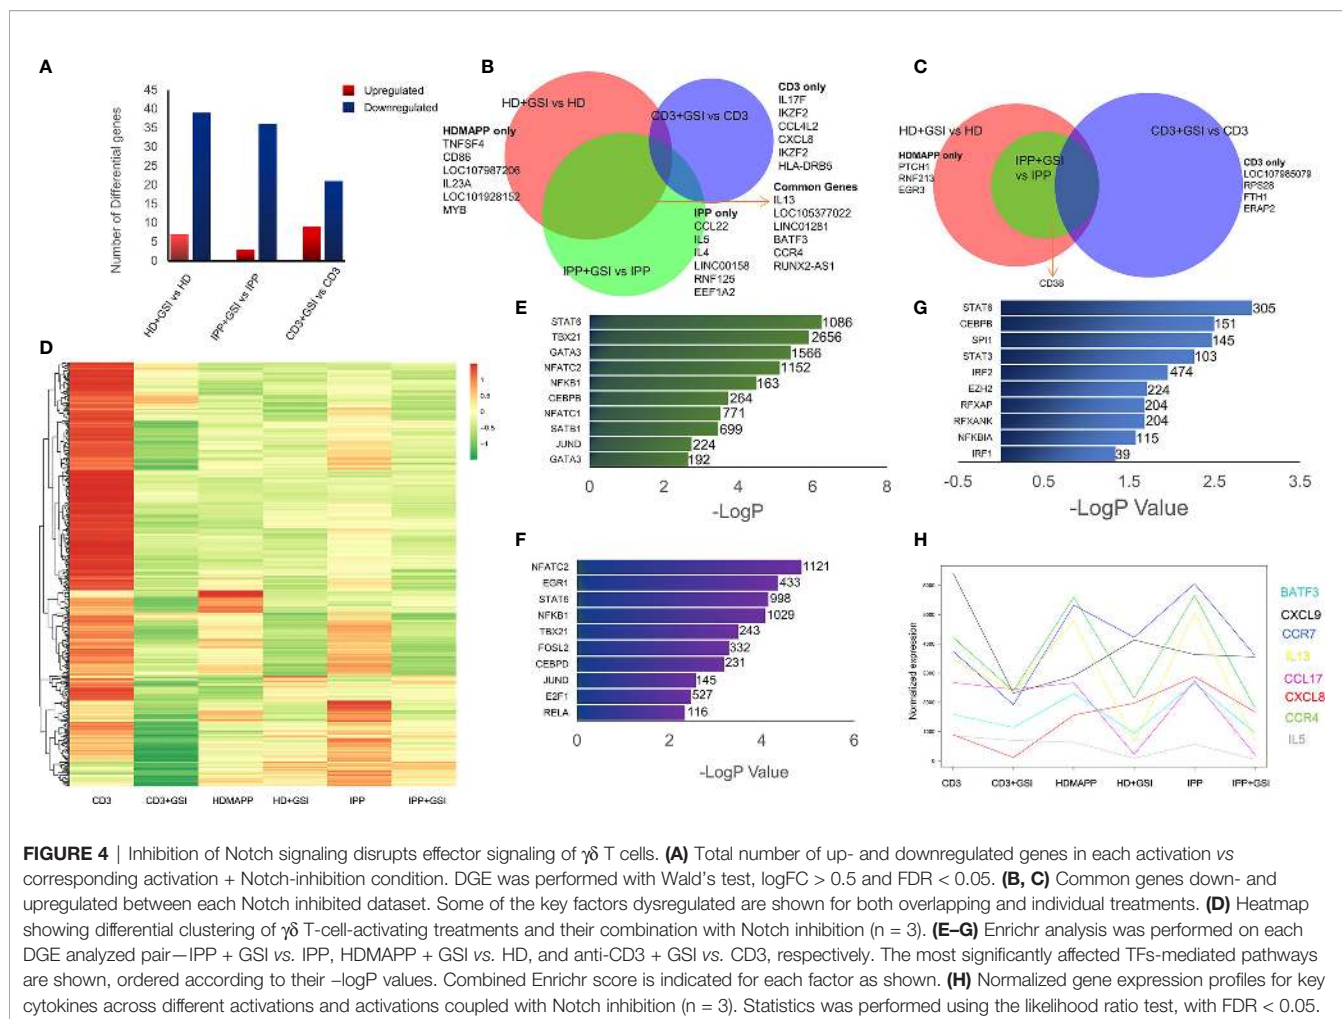 A
Upregulated
Downregulated
Number of Differential genes
45
40
35
30
25
20
15
10
5
0
HD+GSI vs HD
IPP+GSI vs IPP
CD3+GSI vs CD3
B
HD+GSI vs HD
CD3+GSI vs CD3
IPP+GSI vs IPP
HDMAPP only
TNFSF4
CD86
LOC107987206
IL23A
LOC101928152
MYB
CD3 only
IL17F
IKZF2
CCL4L2
CXCL8
IKZF2
HLA-DRB5
Common Genes
IL13
LOC105377022
LINC01281
BATF3
CCR4
RUNX2-AS1
IPP only
CCL22
IL5
IL4
LINC00158
RNF125
EEF1A2
C
HD+GSI vs HD
CD3+GSI vs CD3
IPP+GSI
vs IPP
HDMAPP only
PTCH1
RNF213
EGR3
CD3 only
LOC107985079
RPS28
FTH1
ERAP2
CD38
D
1
0.5
0
−0.5
−1
CD3
CD3+GSI
HDMAPP
HD+GSI
IPP
IPP+GSI
E
STAT6 1086
TBX21 2656
GATA3 1566
NFATC2 1152
NFKB1 163
CEBPB 264
NFATC1 771
SATB1 699
JUND 224
GATA3 192
0 2 4 6 8
-LogP
F
NFATC2 1121
EGR1 433
STAT6 998
NFKB1 1029
TBX21 243
FOSL2 332
CEBPD 231
JUND 145
E2F1 527
RELA 116
0 2 4 6
-LogP Value
G
STAT6 305
CEBPB 151
SPI1 145
STAT3 103
IRF2 474
EZH2 224
RFXAP 204
RFXANK 204
NFKBIA 115
IRF1 39
-0.5 0.5 1.5 2.5 3.5
-LogP Value
H
Normalized expression
6000
5000
4000
3000
2000
1000
0
CD3
CD3+GSI
HDMAPP
HD+GSI
IPP
IPP+GSI
BATF3
CXCL9
CCR7
IL13
CCL17
CXCL8
CCR4
IL5
FIGURE 4 | Inhibition of Notch signaling disrupts effector signaling of γδ T cells. (A) Total number of up- and downregulated genes in each activation vs
corresponding activation + Notch-inhibition condition. DGE was performed with Wald's test, logFC > 0.5 and FDR < 0.05. (B, C) Common genes down- and
upregulated between each Notch inhibited dataset. Some of the key factors dysregulated are shown for both overlapping and individual treatments. (D) Heatmap
showing differential clustering of γδ T-cell-activating treatments and their combination with Notch inhibition (n = 3). (E–G) Enrichr analysis was performed on each
DGE analyzed pair—IPP + GSI vs. IPP, HDMAPP + GSI vs. HD, and anti-CD3 + GSI vs. CD3, respectively. The most significantly affected TFs-mediated pathways
are shown, ordered according to their –logP values. Combined Enrichr score is indicated for each factor as shown. (H) Normalized gene expression profiles for key
cytokines across different activations and activations coupled with Notch inhibition (n = 3). Statistics was performed using the likelihood ratio test, with FDR < 0.05.